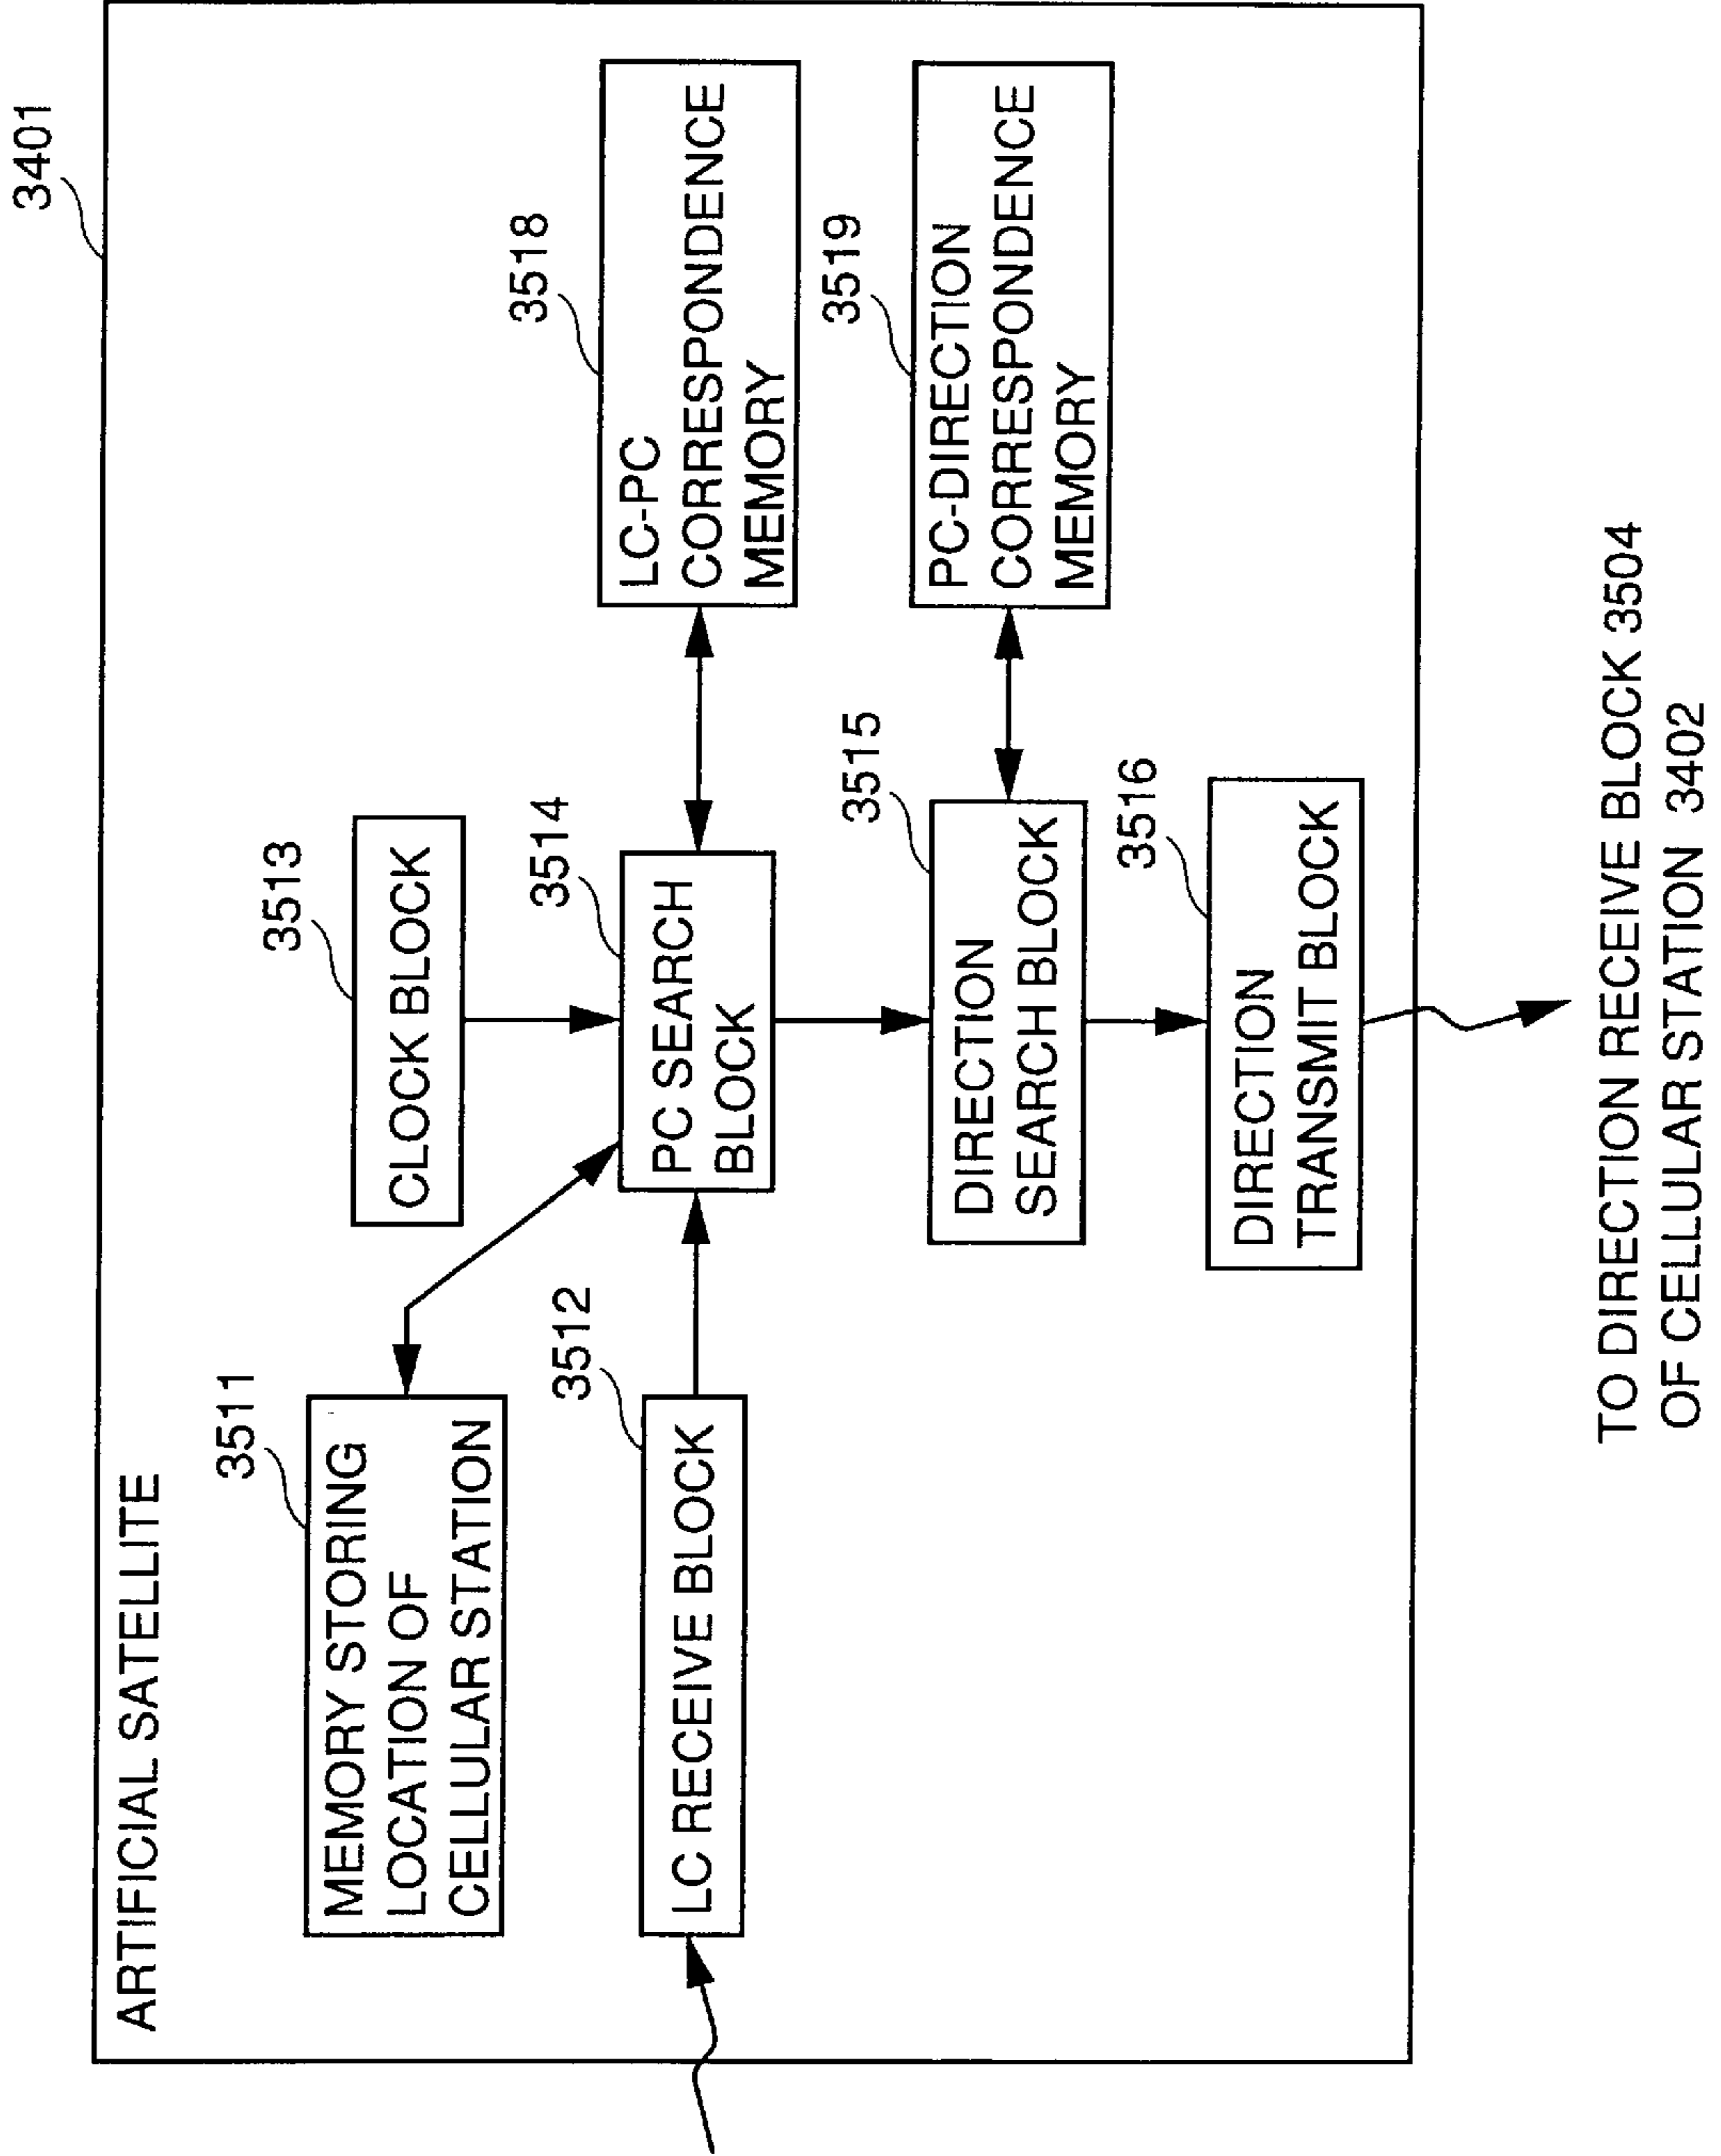 3401
ARTIFICIAL SATELLITE
3511
MEMORY STORING
LOCATION OF
CELLULAR STATION
3513
CLOCK BLOCK
3512
LC RECEIVE BLOCK
3514
PC SEARCH
BLOCK
3518
LC-PC
CORRESPONDENCE
MEMORY
3515
DIRECTION
SEARCH BLOCK
3519
PC-DIRECTION
CORRESPONDENCE
MEMORY
3516
DIRECTION
TRANSMIT BLOCK
TO DIRECTION RECEIVE BLOCK 3504
OF CELLULAR STATION 3402